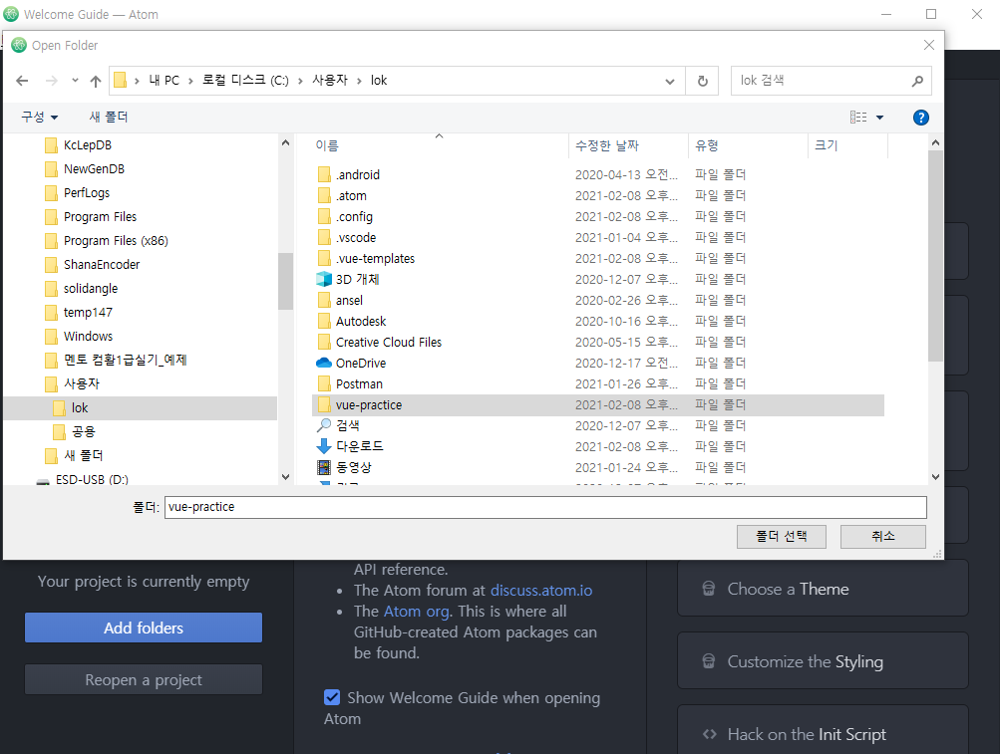 Welcome Guide — Atom
Open Folder
내 PC › 로컬 디스크 (C:) › 사용자 › lok
lok 검색
구성
새 폴더
KcLepDB
NewGenDB
PerfLogs
Program Files
Program Files (x86)
ShanaEncoder
solidangle
temp147
Windows
멘토 컴활1급실기_예제
사용자
lok
공용
새 폴더
ESD-USB (D:)
이름 수정한 날짜 유형 크기
.android 2020-04-13 오전... 파일 폴더
.atom 2021-02-08 오후... 파일 폴더
.config 2021-02-08 오후... 파일 폴더
.vscode 2021-01-04 오후... 파일 폴더
.vue-templates 2021-02-08 오후... 파일 폴더
3D 개체 2020-12-07 오후... 파일 폴더
ansel 2020-02-26 오후... 파일 폴더
Autodesk 2020-10-16 오후... 파일 폴더
Creative Cloud Files 2020-05-15 오후... 파일 폴더
OneDrive 2020-12-17 오전... 파일 폴더
Postman 2021-01-26 오후... 파일 폴더
vue-practice 2021-02-08 오후... 파일 폴더
검색 2020-12-07 오후... 파일 폴더
다운로드 2021-02-08 오후... 파일 폴더
동영상 2021-01-24 오후... 파일 폴더
폴더: vue-practice
폴더 선택
취소
Your project is currently empty
Add folders
Reopen a project
API reference.
• The Atom forum at discuss.atom.io
• The Atom org. This is where all
GitHub-created Atom packages can
be found.
Show Welcome Guide when opening
Atom
Choose a Theme
Customize the Styling
Hack on the Init Script